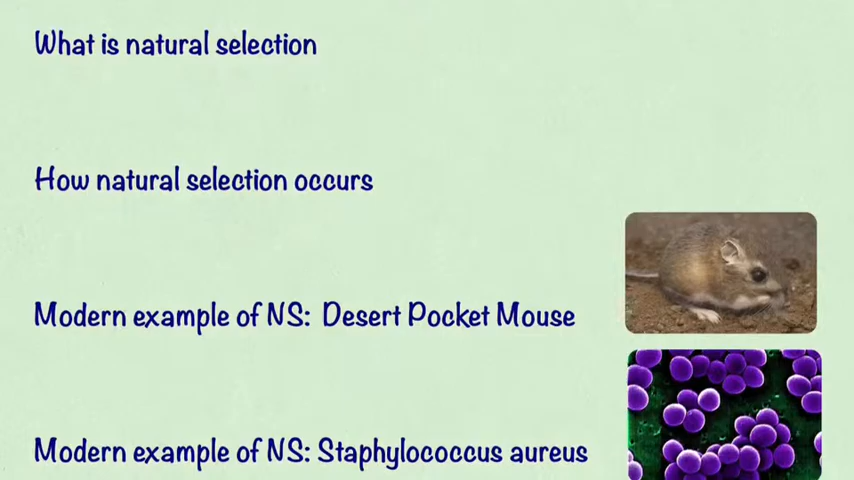 What is natural selection
How natural selection occurs
Modern example of NS: Desert Pocket Mouse
Modern example of NS: Staphylococcus aureus